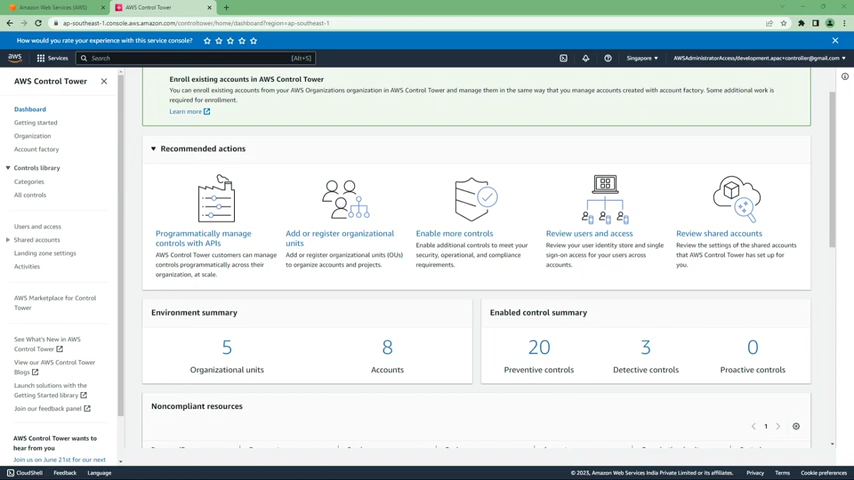 Amazon Web Services (AWS)
AWS Control Tower
ap-southeast-1.console.aws.amazon.com/controltower/home/dashboard?region=ap-southeast-1
How would you rate your experience with this service console?
aws
Services
Search
[Alt+S]
Singapore
AWSAdministratorAccess/development.apac+controller@gmail.com
AWS Control Tower
Dashboard
Getting started
Organization
Account factory
Controls library
Categories
All controls
Users and access
Shared accounts
Landing zone settings
Activities
AWS Marketplace for Control
Tower
See What's New in AWS
Control Tower
View our AWS Control Tower
Blogs
Launch solutions with the
Getting Started library
Join our feedback panel
AWS Control Tower wants to
hear from you
Join us on June 21st for our next
Enroll existing accounts in AWS Control Tower
You can enroll existing accounts from your AWS Organizations organization in AWS Control Tower and manage them in the same way that you manage accounts created with account factory. Some additional work is
required for enrollment.
Learn more
Recommended actions
Programmatically manage
controls with APIs
AWS Control Tower customers can manage
controls programmatically across their
organization, at scale.
Add or register organizational
units
Add or register organizational units (OUs)
to organize accounts and projects.
Enable more controls
Enable additional controls to meet your
security, operational, and compliance
requirements.
Review users and access
Review your user identity store and single
sign-on access for your users across
accounts.
Review shared accounts
Review the settings of the shared accounts
that AWS Control Tower has set up for
you.
Environment summary
5
Organizational units
8
Accounts
Enabled control summary
20
Preventive controls
3
Detective controls
0
Proactive controls
Noncompliant resources
1
CloudShell
Feedback
Language
© 2023, Amazon Web Services India Private Limited or its affiliates.
Privacy
Terms
Cookie preferences